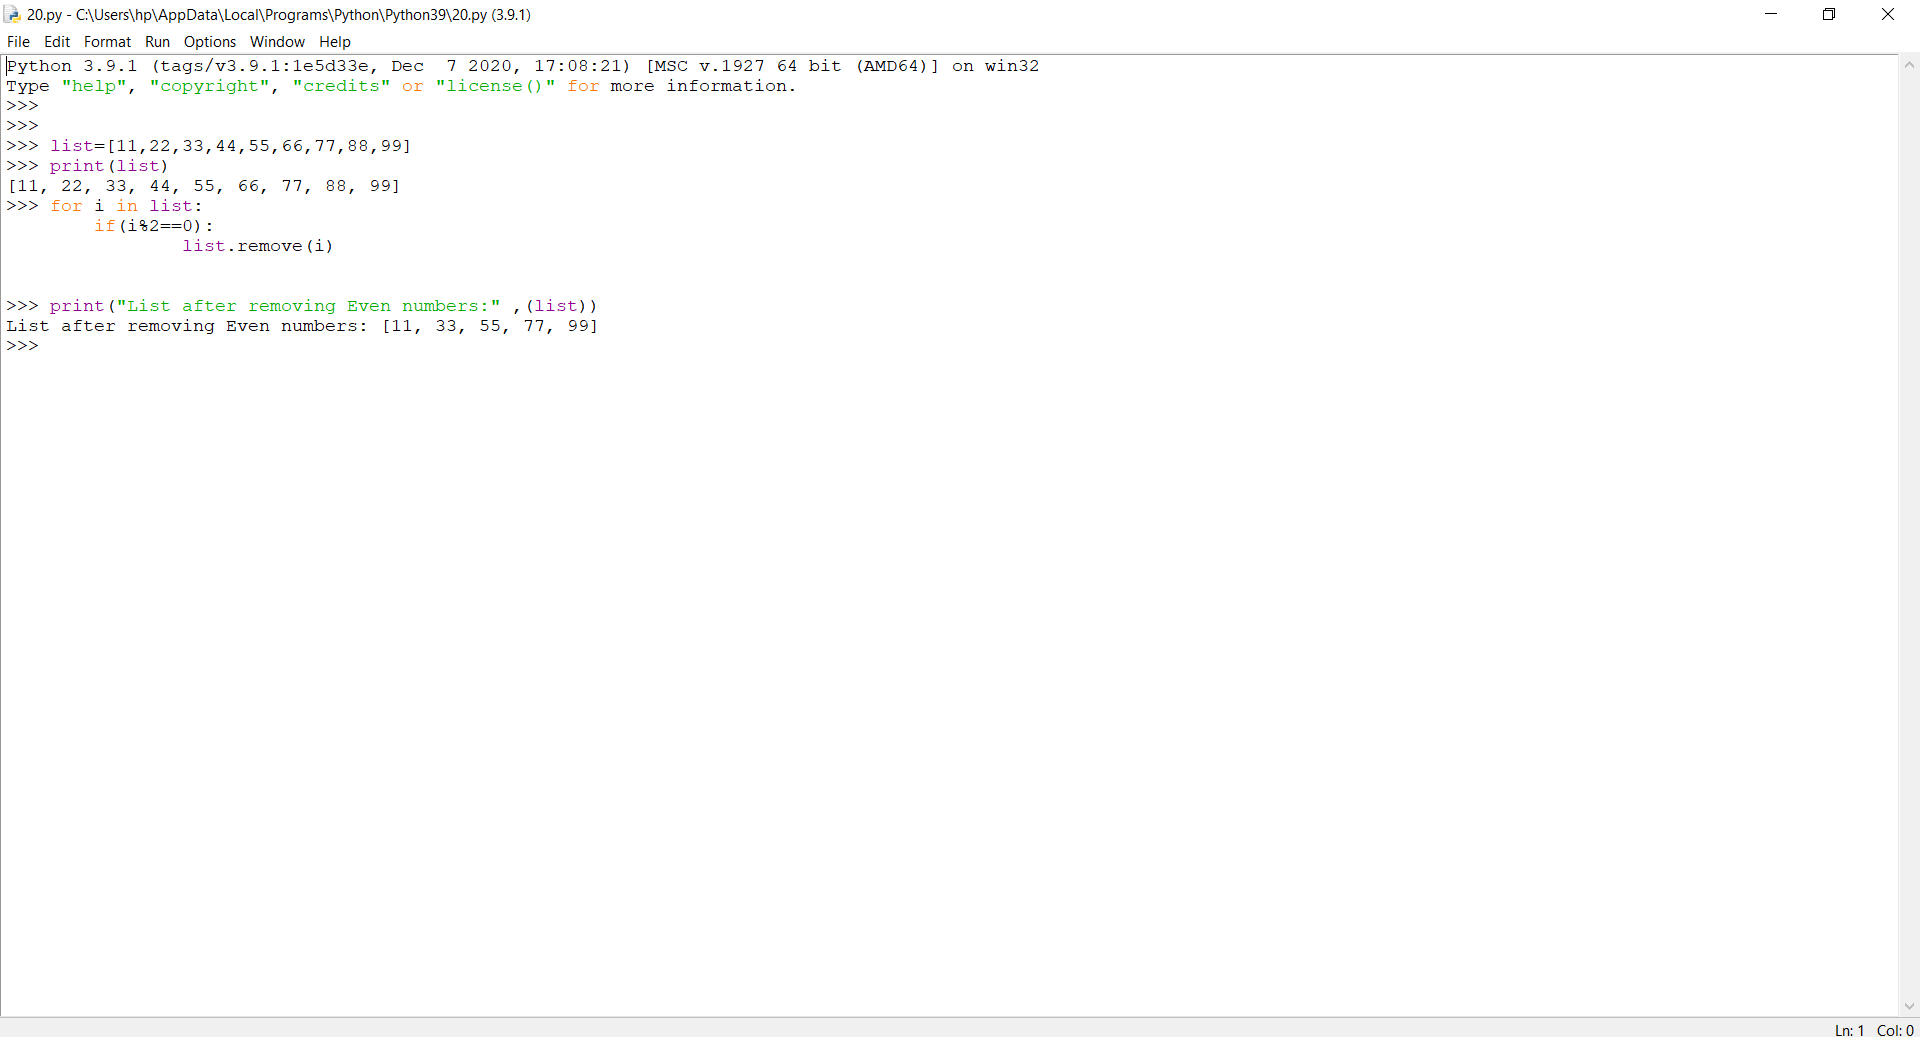 20.py - C:\Users\hp\AppData\Local\Programs\Python\Python39\20.py (3.9.1)
File Edit Format Run Options Window Help
Python 3.9.1 (tags/v3.9.1:1e5d33e, Dec  7 2020, 17:08:21) [MSC v.1927 64 bit (AMD64)] on win32
Type "help", "copyright", "credits" or "license()" for more information.
>>>
>>>
>>> list=[11,22,33,44,55,66,77,88,99]
>>> print(list)
[11, 22, 33, 44, 55, 66, 77, 88, 99]
>>> for i in list:
        if(i%2==0):
                list.remove(i)
>>> print("List after removing Even numbers:" ,(list))
List after removing Even numbers: [11, 33, 55, 77, 99]
>>>
Ln: 1 Col: 0